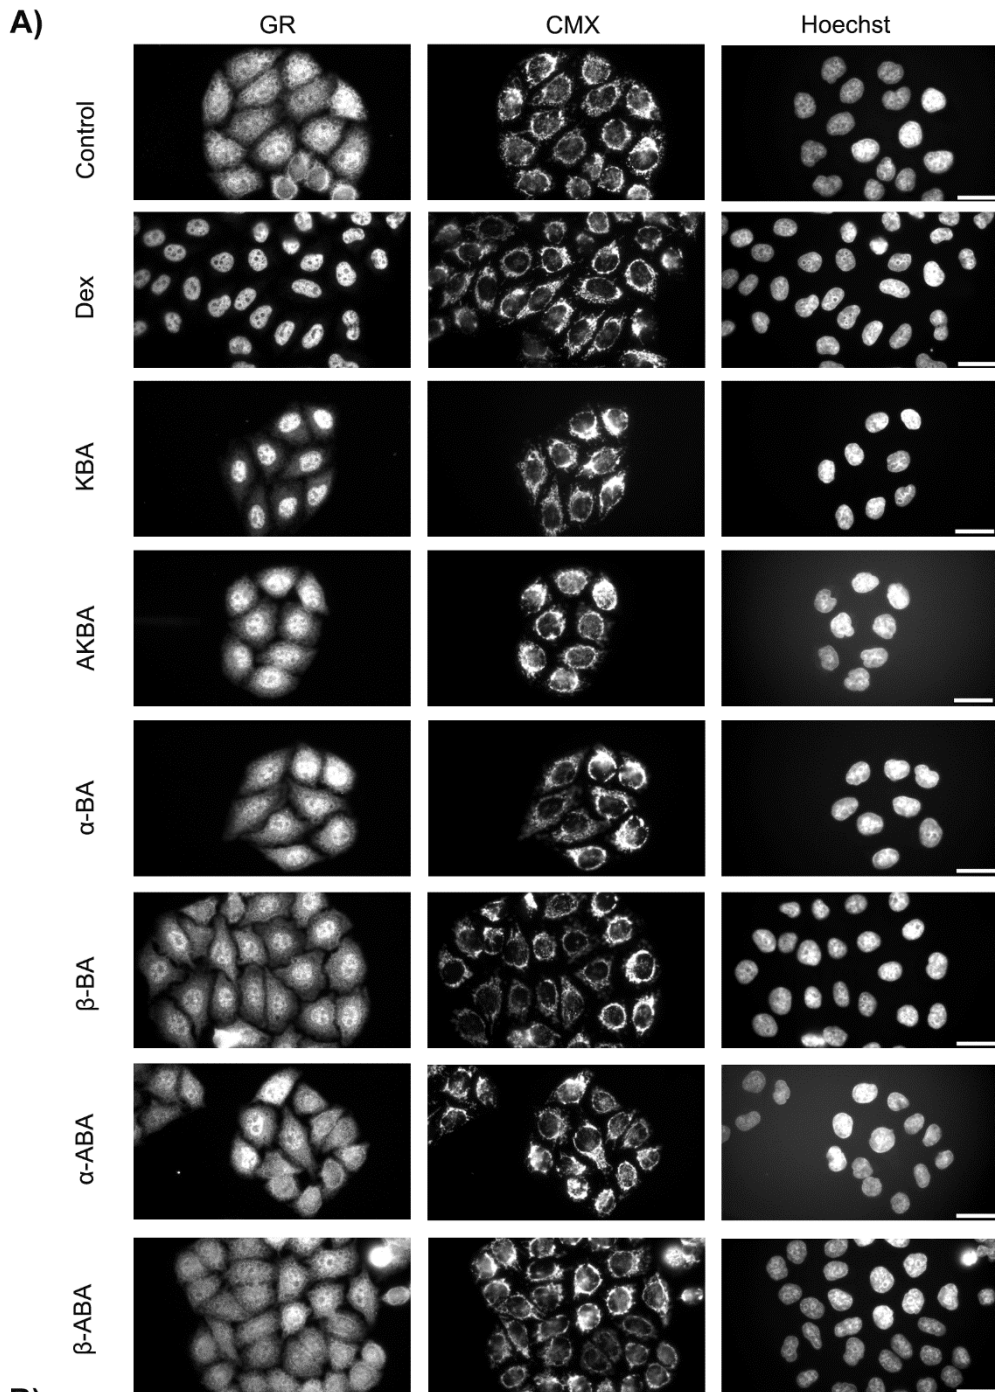 A)
GR CMX Hoechst
Control
Dex
KBA
AKBA
α-BA
β-BA
α-ABA
β-ABA